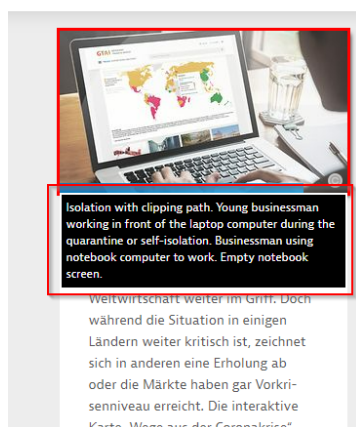 GTAI
Isolation with clipping path. Young businessman
working in front of the laptop computer during the
quarantine or self-isolation. Businessman using
notebook computer to work. Empty notebook
screen.
Weltwirtschaft weiter im Griff. Doch
während die Situation in einigen
Ländern weiter kritisch ist, zeichnet
sich in anderen eine Erholung ab
oder die Märkte haben gar Vorkri-
senniveau erreicht. Die interaktive
Karte „Wege aus der Coronakrise“